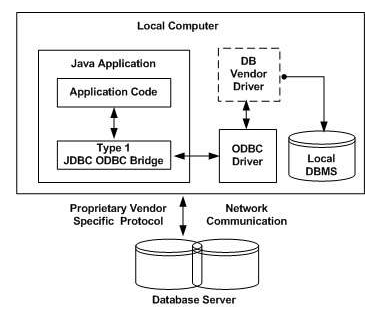 Local Computer
Java Application
Application Code
Type 1
JDBC ODBC Bridge
DB
Vendor
Driver
ODBC
Driver
Local
DBMS
Proprietary Vendor
Specific Protocol
Network
Communication
Database Server